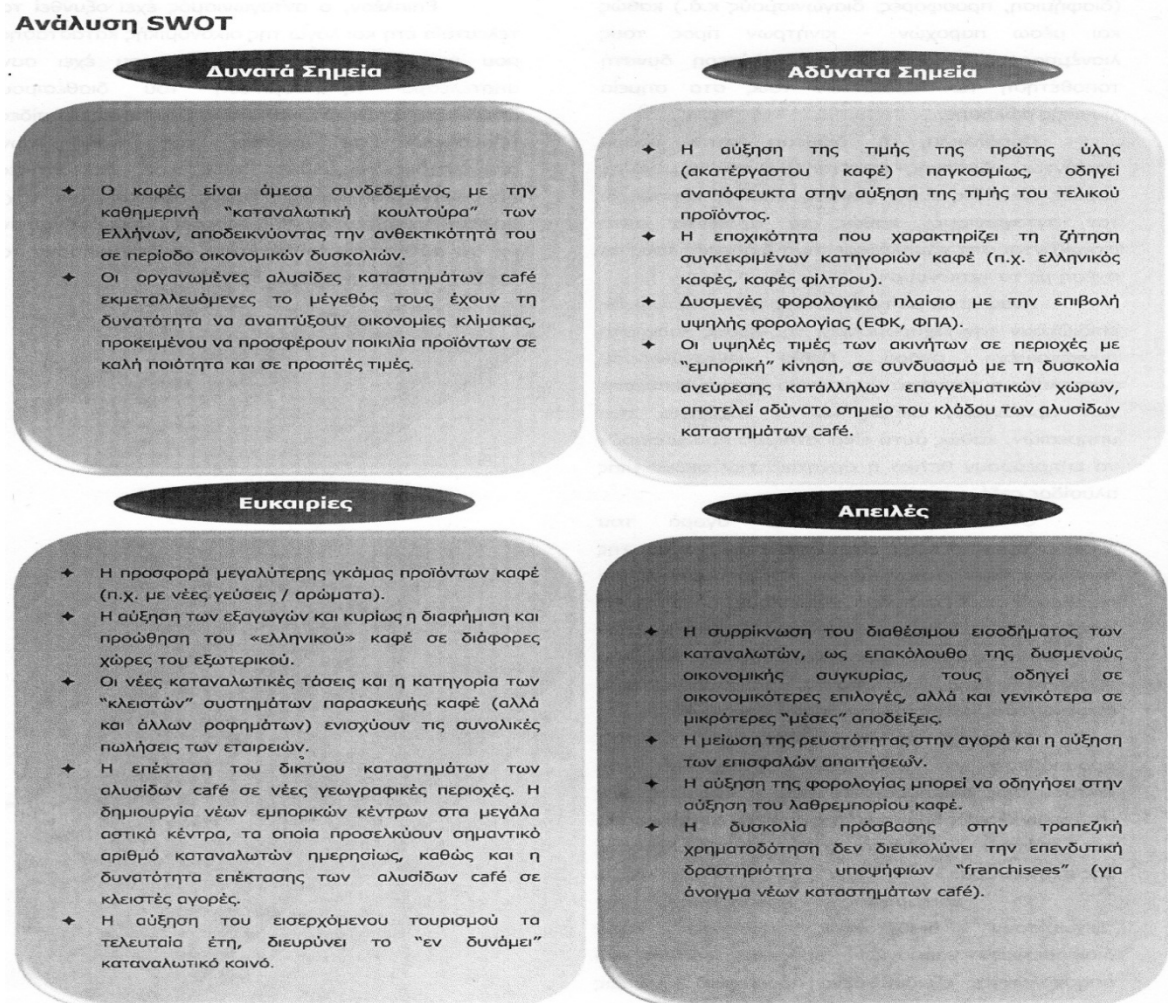 Ανάλυση SWOT
Δυνατά Σημεία
✦ Ο καφές είναι άμεσα συνδεδεμένος με την
καθημερινή “καταναλωτική κουλτούρα” των
Ελλήνων, αποδεικνύοντας την ανθεκτικότητά του
σε περίοδο οικονομικών δυσκολιών.
✦ Οι οργανωμένες αλυσίδες καταστημάτων café
εκμεταλλευόμενες το μέγεθός τους έχουν τη
δυνατότητα να αναπτύξουν οικονομίες κλίμακας,
προκειμένου να προσφέρουν ποικιλία προϊόντων σε
καλή ποιότητα και σε προσιτές τιμές.
Αδύνατα Σημεία
✦ Η αύξηση της τιμής της πρώτης ύλης
(ακατέργαστου καφέ) παγκοσμίως, οδηγεί
αναπόφευκτα στην αύξηση της τιμής του τελικού
προϊόντος.
✦ Η εποχικότητα που χαρακτηρίζει τη ζήτηση
συγκεκριμένων κατηγοριών καφέ (π.χ. ελληνικός
καφές, καφές φίλτρου).
✦ Δυσμενές φορολογικό πλαίσιο με την επιβολή
υψηλής φορολογίας (ΕΦΚ, ΦΠΑ).
✦ Οι υψηλές τιμές των ακινήτων σε περιοχές με
“εμπορική” κίνηση, σε συνδυασμό με τη δυσκολία
ανεύρεσης κατάλληλων επαγγελματικών χώρων,
αποτελεί αδύνατο σημείο του κλάδου των αλυσίδων
καταστημάτων café.
Ευκαιρίες
✦ Η προσφορά μεγαλύτερης γκάμας προϊόντων καφέ
(π.χ. με νέες γεύσεις / αρώματα).
✦ Η αύξηση των εξαγωγών και κυρίως η διαφήμιση και
προώθηση του «ελληνικού» καφέ σε διάφορες
χώρες του εξωτερικού.
✦ Οι νέες καταναλωτικές τάσεις και η κατηγορία των
“κλειστών” συστημάτων παρασκευής καφέ (αλλά
και άλλων ροφημάτων) ενισχύουν τις συνολικές
πωλήσεις των εταιρειών.
✦ Η επέκταση του δικτύου καταστημάτων των
αλυσίδων café σε νέες γεωγραφικές περιοχές. Η
δημιουργία νέων εμπορικών κέντρων στα μεγάλα
αστικά κέντρα, τα οποία προσελκύουν σημαντικό
αριθμό καταναλωτών ημερησίως, καθώς και η
δυνατότητα επέκτασης των αλυσίδων café σε
κλειστές αγορές.
✦ Η αύξηση του εισερχόμενου τουρισμού τα
τελευταία έτη, διευρύνει το “εν δυνάμει”
καταναλωτικό κοινό.
Απειλές
✦ Η συρρίκνωση του διαθέσιμου εισοδήματος των
καταναλωτών, ως επακόλουθο της δυσμενούς
οικονομικής συγκυρίας, τους οδηγεί σε
οικονομικότερες επιλογές, αλλά και γενικότερα σε
μικρότερες “μέσες” αποδείξεις.
✦ Η μείωση της ρευστότητας στην αγορά και η αύξηση
των επισφαλών απαιτήσεων.
✦ Η αύξηση της φορολογίας μπορεί να οδηγήσει στην
αύξηση του λαθρεμπορίου καφέ.
✦ Η δυσκολία πρόσβασης στην τραπεζική
χρηματοδότηση δεν διευκολύνει την επενδυτική
δραστηριότητα υποψήφιων “franchisees” (για
άνοιγμα νέων καταστημάτων café).